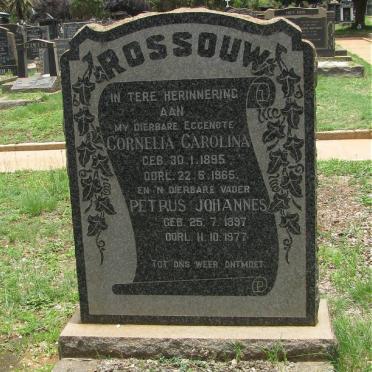 ROSSOUW
IN TERE HERINNERING
AAN
MY DIERBARE EGGENOTE
CORNELIA CAROLINA
GEB. 30.1.1895
OORL. 22.5.1965.
EN 'N DIERBARE VADER
PETRUS JOHANNES
GEB. 25.7.1897
OORL. 11.10.1977
TOT ONS WEER ONTMOET.